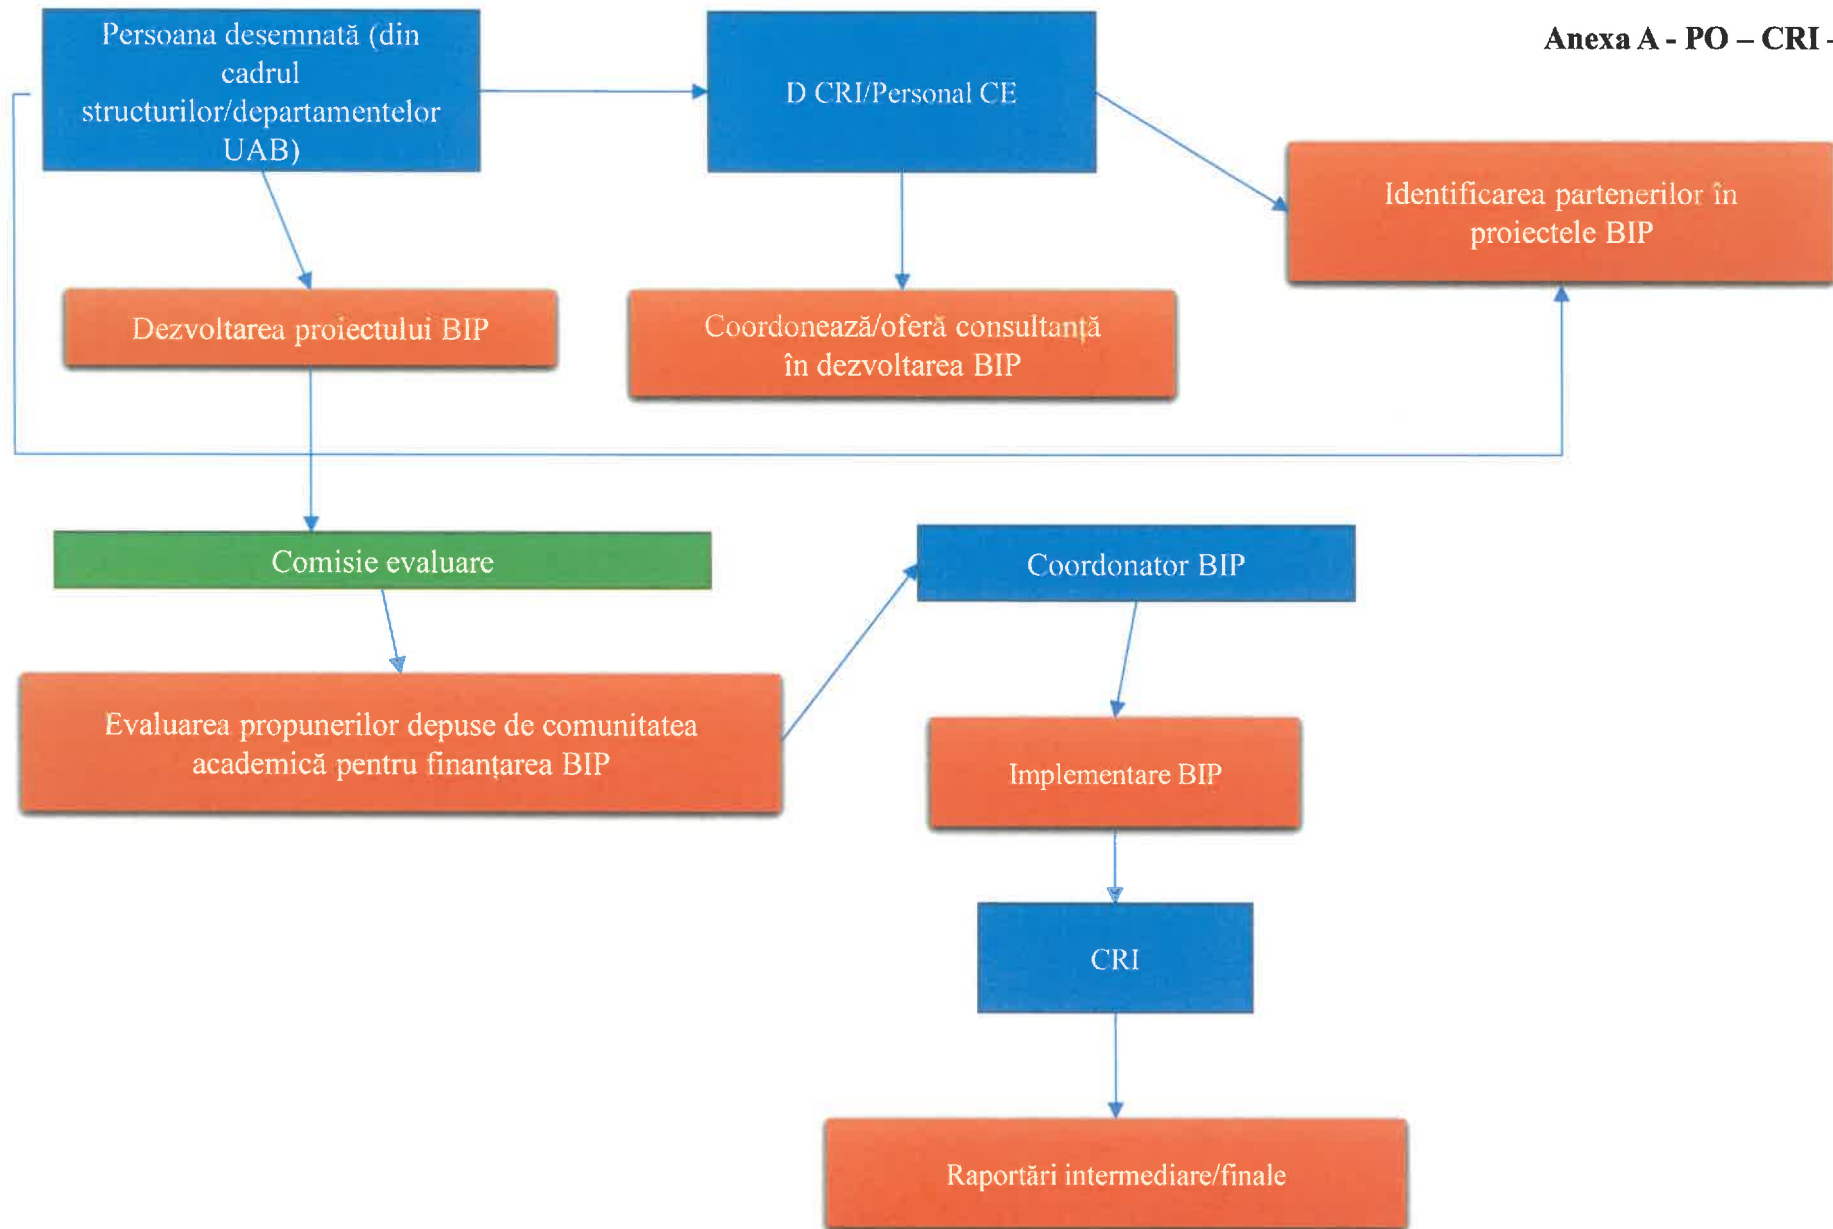 Anexa A - PO – CRI -
Persoana desemnată (din
cadrul
structurilor/departamentelor
UAB)
D CRI/Personal CE
Identificarea partenerilor în
proiectele BIP
Dezvoltarea proiectului BIP
Coordonează/oferă consultanță
în dezvoltarea BIP
Comisie evaluare
Coordonator BIP
Evaluarea propunerilor depuse de comunitatea
academică pentru finanțarea BIP
Implementare BIP
CRI
Raportări intermediare/finale